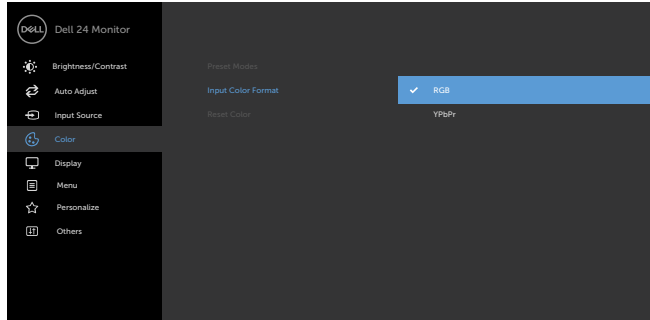 DELL Dell 24 Monitor
Brightness/Contrast
Auto Adjust
Input Source
Color
Display
Menu
Personalize
Others
Preset Modes
Input Color Format
Reset Color
RGB
YPbPr